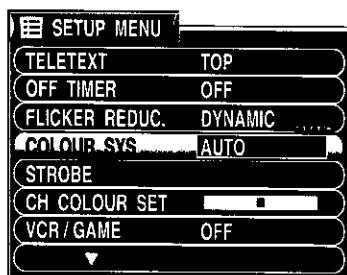 SETUP MENU
TELETEXT TOP
OFF TIMER OFF
FLICKER REDUC. DYNAMIC
COLOUR SYS AUTO
STROBE
CH COLOUR SET
VCR / GAME OFF